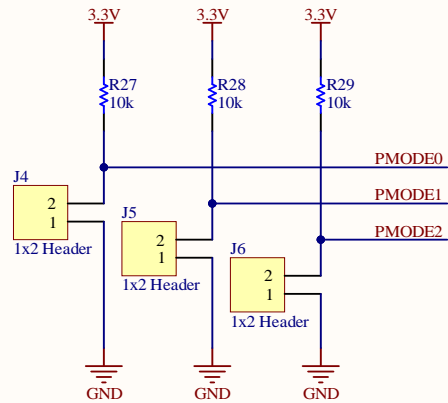 3.3V 3.3V 3.3V
R27 R28 R29
10k 10k 10k
PMODE0
J4
2
PMODE1
1
J5
2
PMODE2
1x2 Header
1
J6
1x2 Header
2
1
1x2 Header
GND GND GND